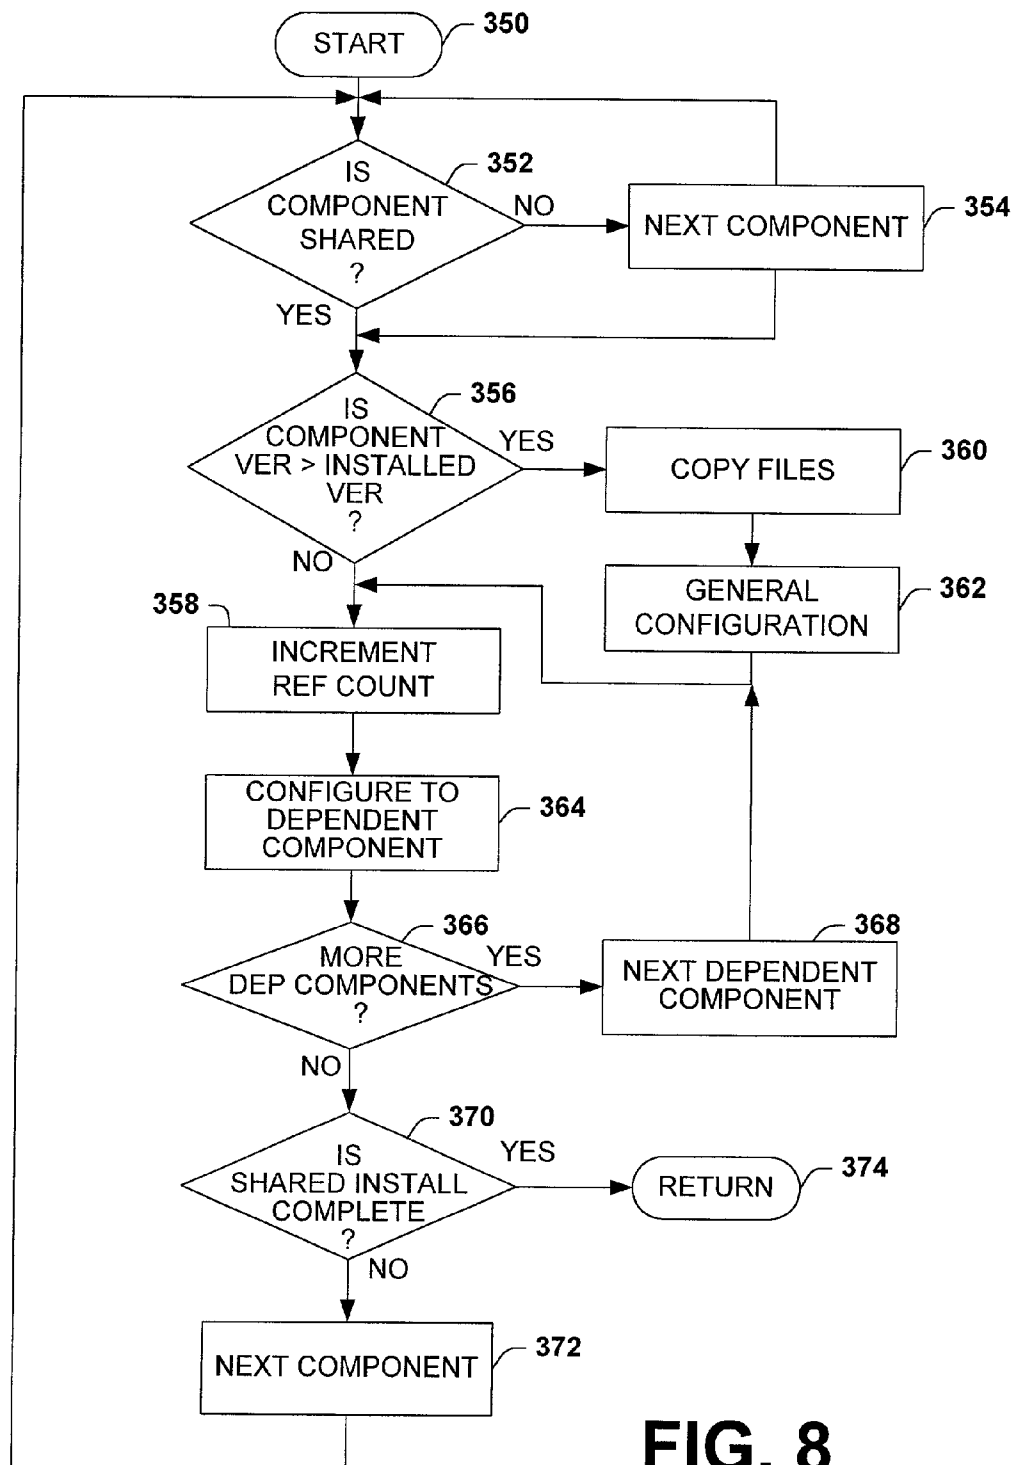 START
350
IS
COMPONENT
SHARED
?
352
NO
NEXT COMPONENT
354
YES
IS
COMPONENT
VER > INSTALLED
VER
?
356
YES
COPY FILES
360
NO
GENERAL
CONFIGURATION
362
358
INCREMENT
REF COUNT
CONFIGURE TO
DEPENDENT
COMPONENT
364
MORE
DEP COMPONENTS
?
366
YES
NEXT DEPENDENT
COMPONENT
368
NO
IS
SHARED INSTALL
COMPLETE
?
370
YES
RETURN
374
NO
NEXT COMPONENT
372
FIG. 8